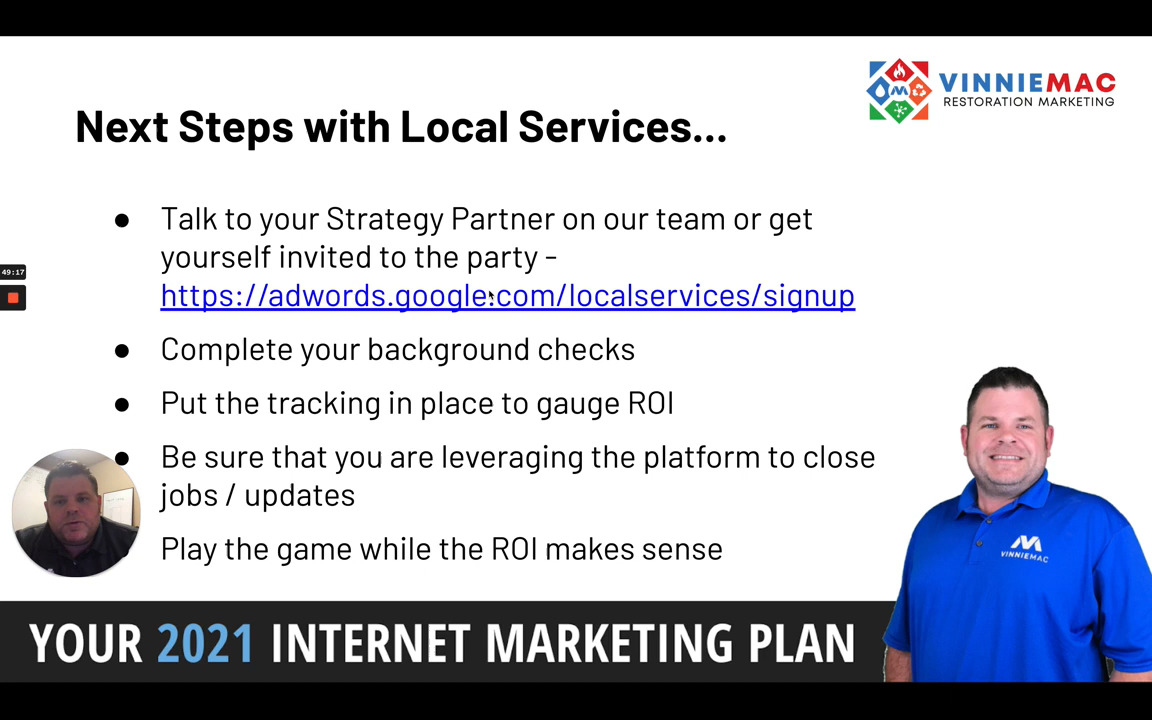 VINNIEMAC
RESTORATION MARKETING
Next Steps with Local Services...
● Talk to your Strategy Partner on our team or get
yourself invited to the party -
https://adwords.google.com/localservices/signup
● Complete your background checks
● Put the tracking in place to gauge ROI
● Be sure that you are leveraging the platform to close
jobs / updates
Play the game while the ROI makes sense
49:17
VINNIEMAC
YOUR 2021 INTERNET MARKETING PLAN